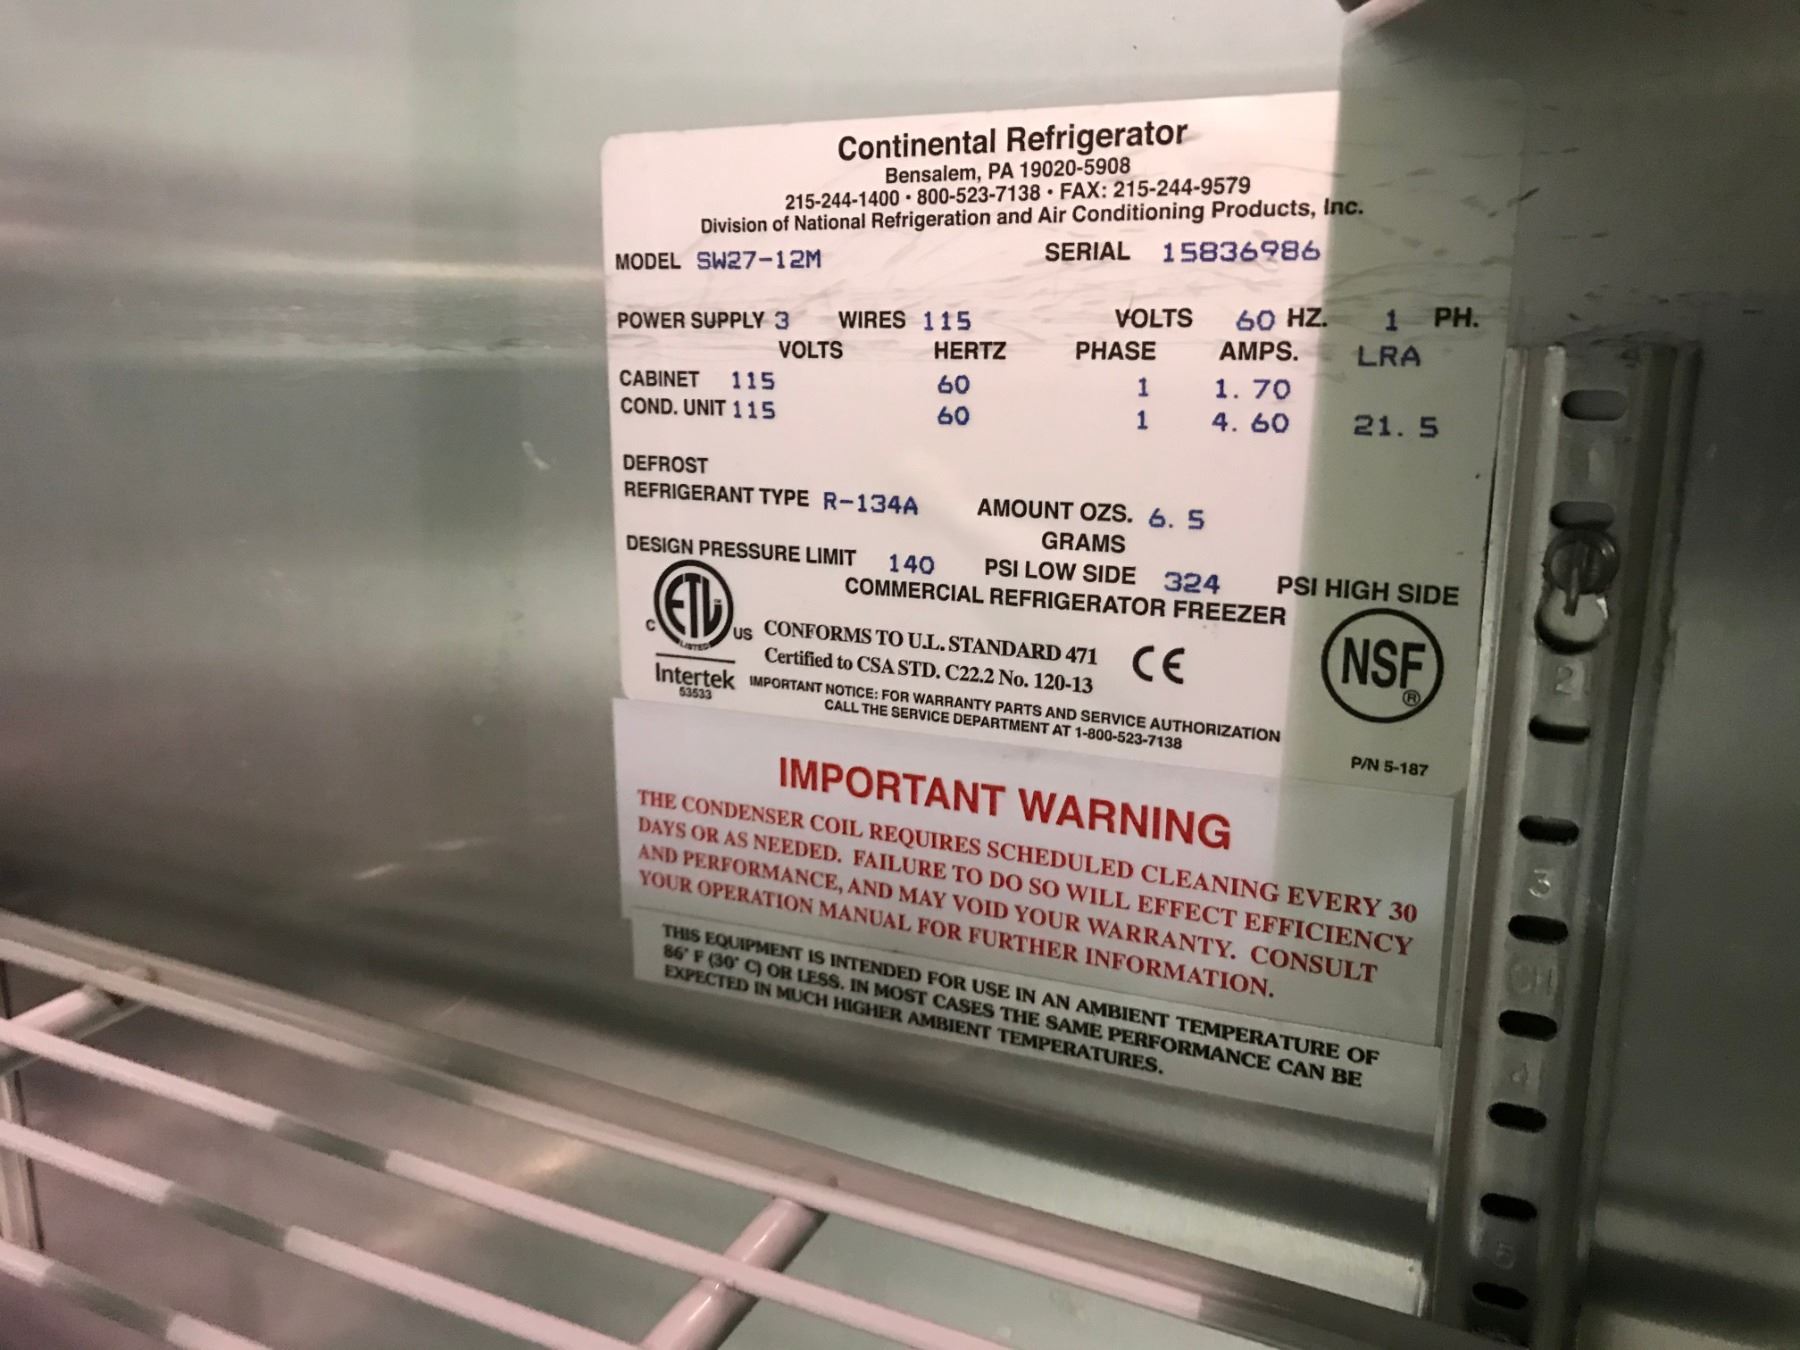 Continental Refrigerator
Bensalem, PA 19020-5908
215-244-1400 • 800-523-7138 • FAX: 215-244-9579
Division of National Refrigeration and Air Conditioning Products, Inc.
MODEL SW27-12M SERIAL 15836986
POWER SUPPLY 3 WIRES 115 VOLTS 60 HZ. 1 PH.
VOLTS HERTZ PHASE AMPS. LRA
CABINET 115 60 1 1.70
COND. UNIT 115 60 1 4.60 21.5
DEFROST
REFRIGERANT TYPE R-134A AMOUNT OZS. 6.5
GRAMS
DESIGN PRESSURE LIMIT 140 PSI LOW SIDE 324 PSI HIGH SIDE
COMMERCIAL REFRIGERATOR FREEZER
C ETL US
LISTED
CONFORMS TO U.L. STANDARD 471 CE NSF®
Certified to CSA STD. C22.2 No. 120-13
Intertek
53533
IMPORTANT NOTICE: FOR WARRANTY PARTS AND SERVICE AUTHORIZATION
CALL THE SERVICE DEPARTMENT AT 1-800-523-7138
P/N 5-187
IMPORTANT WARNING
THE CONDENSER COIL REQUIRES SCHEDULED CLEANING EVERY 30
DAYS OR AS NEEDED. FAILURE TO DO SO WILL EFFECT EFFICIENCY
AND PERFORMANCE, AND MAY VOID YOUR WARRANTY. CONSULT
YOUR OPERATION MANUAL FOR FURTHER INFORMATION.
THIS EQUIPMENT IS INTENDED FOR USE IN AN AMBIENT TEMPERATURE OF
86° F (30° C) OR LESS. IN MOST CASES THE SAME PERFORMANCE CAN BE
EXPECTED IN MUCH HIGHER AMBIENT TEMPERATURES.
1
2
3
4
5